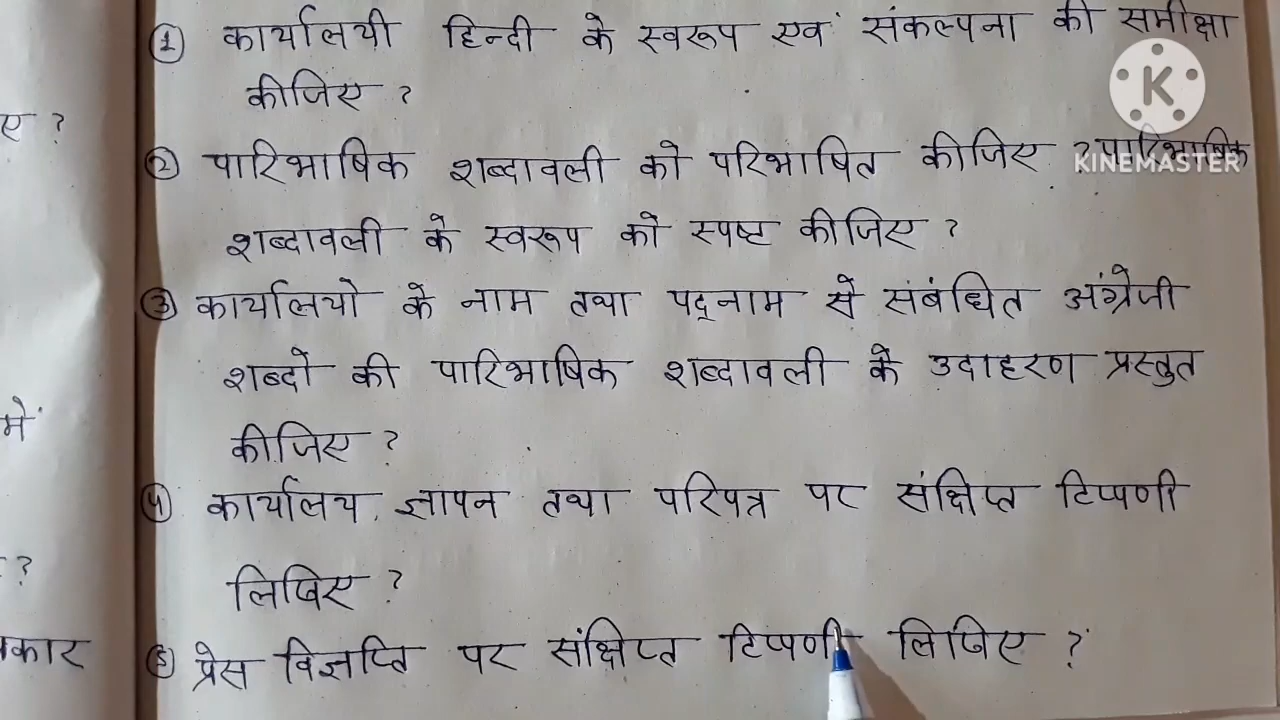 ① कार्यालयी हिन्दी के स्वरूप एवं संकल्पना की समीक्षा
कीजिए ?
② पारिभाषिक शब्दावली को परिभाषित कीजिए ? पारिभाषिक
शब्दावली के स्वरूप को स्पष्ट कीजिए ?
③ कार्यालयो के नाम तथा पद्नाम से संबंधित अंग्रेजी
शब्दों की पारिभाषिक शब्दावली के उदाहरण प्रस्तुत
कीजिए ?
④ कार्यालय ज्ञापन तथा परिपत्र पर संक्षिप्त टिप्पणी
लिखिए ?
⑤ प्रेस विज्ञप्ति पर संक्षिप्त टिप्पणी लिखिए ?
ए ?
में
?
K
KINEMASTER